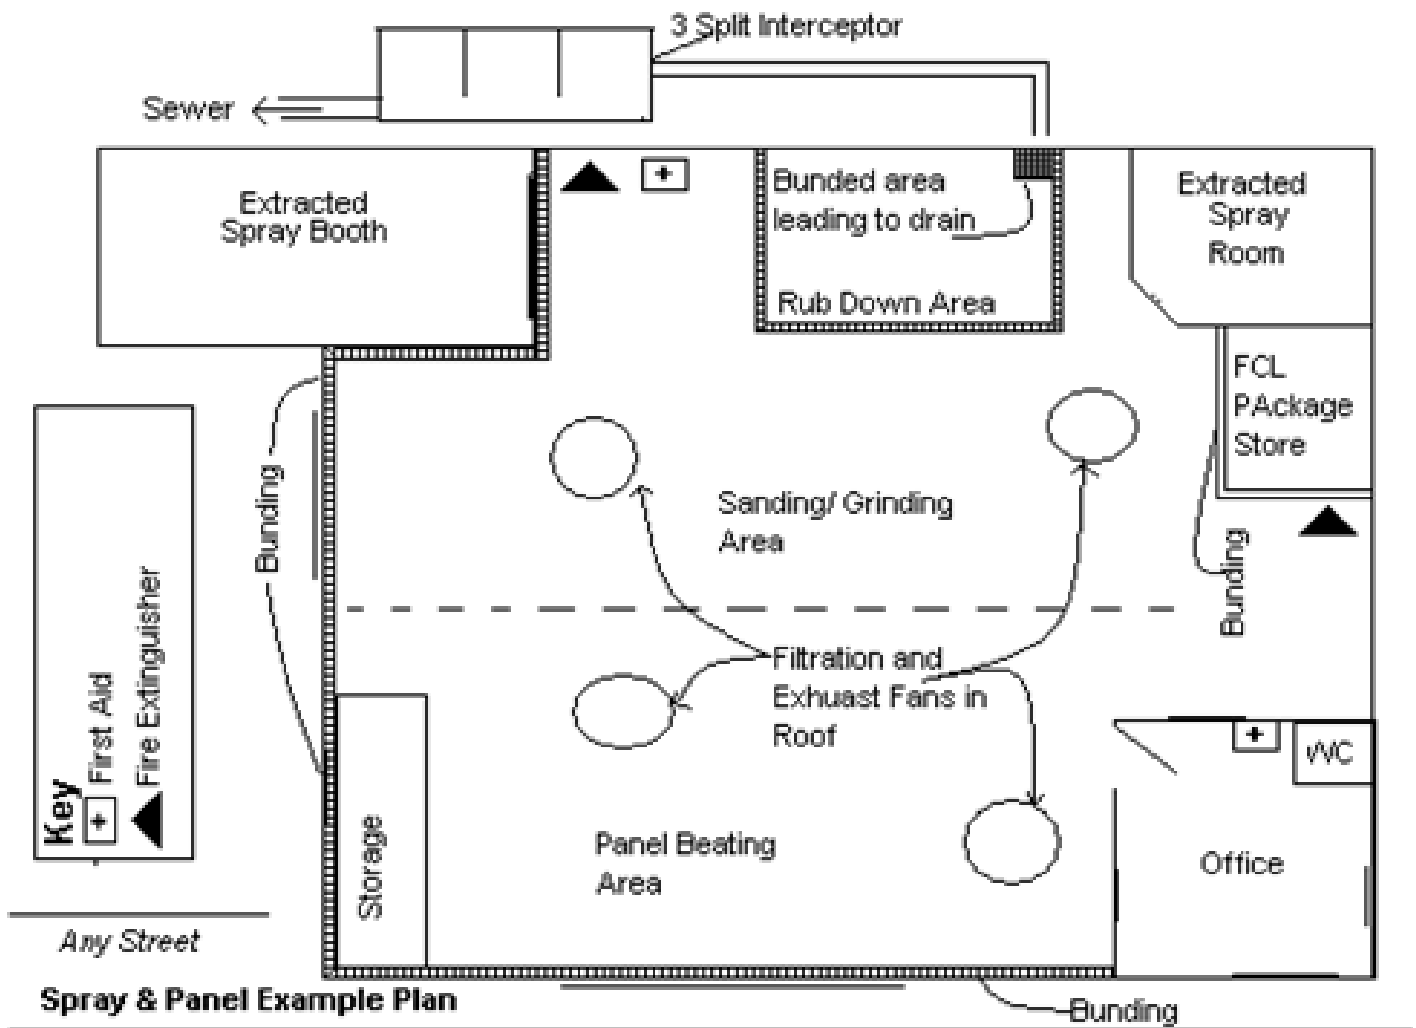 3 Split Interceptor
Sewer
Extracted
Spray Booth
+
Bunded area
leading to drain
Rub Down Area
Extracted
Spray
Room
FCL
PAckage
Store
Bunding
Sanding/ Grinding
Area
Bunding
Filtration and
Exhuast Fans in
Roof
Key
+ First Aid
Fire Extinguisher
Storage
Panel Beating
Area
+
WC
Office
Any Street
Spray & Panel Example Plan
Bunding